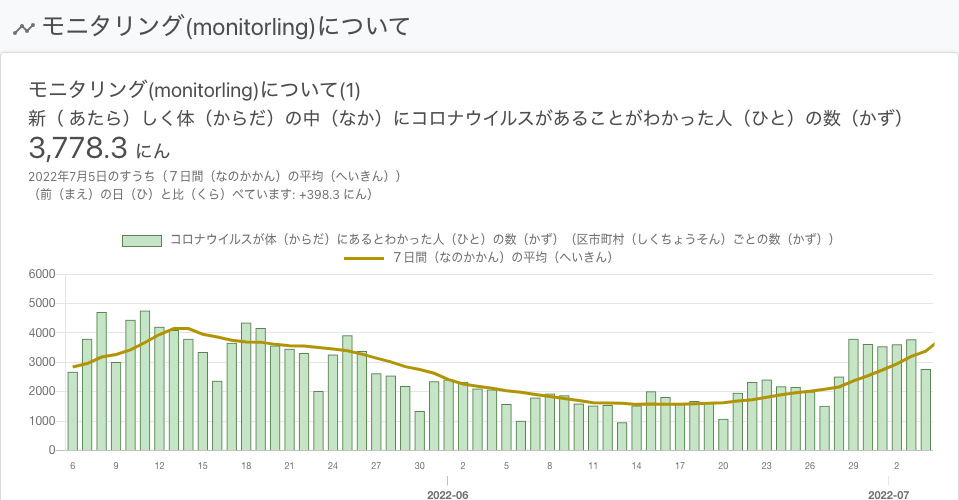 モニタリング(monitorling)について
モニタリング(monitorling)について(1)
新（ あたら）しく体（からだ）の中（なか）にコロナウイルスがあることがわかった人（ひと）の数（かず）
3,778.3 にん
2022年7月5日のすうち（７日間（なのかかん）の平均（へいきん））
（前（まえ）の日（ひ）と比（くら）べています: +398.3 にん）
コロナウイルスが体（からだ）にあるとわかった人（ひと）の数（かず）（区市町村（しくちょうそん）ごとの数（かず））
７日間（なのかかん）の平均（へいきん）
6000
5000
4000
3000
2000
1000
0
6 9 12 15 18 21 24 27 30 2 5 8 11 14 17 20 23 26 29 2
2022-06 2022-07